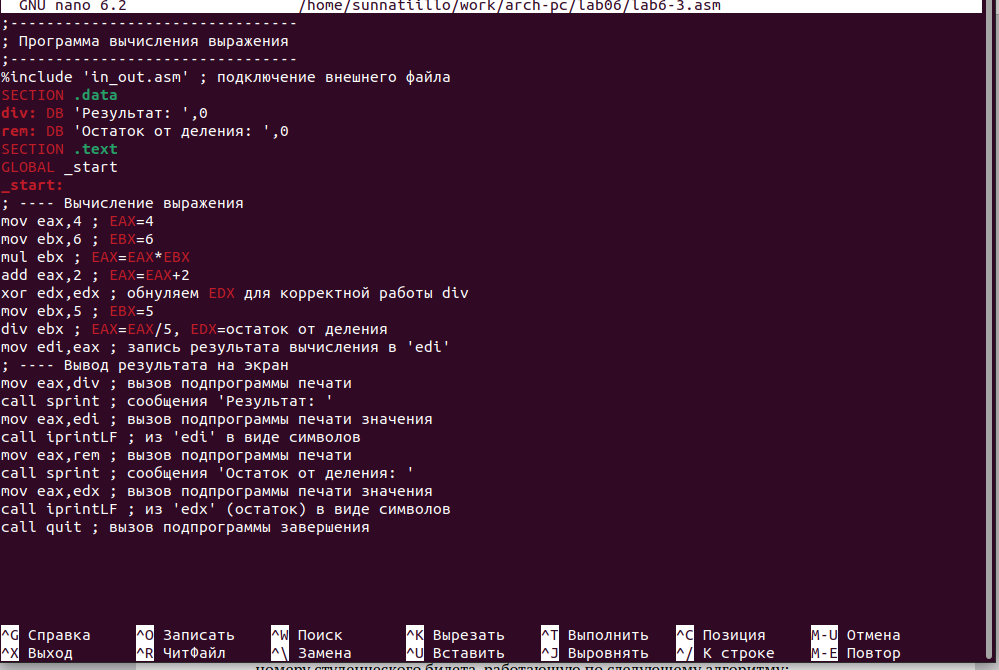 GNU nano 6.2 /home/sunnatiillo/work/arch-pc/lab06/lab6-3.asm
;--------------------------------
; Программа вычисления выражения
;--------------------------------
%include 'in_out.asm' ; подключение внешнего файла
SECTION .data
div: DB 'Результат: ',0
rem: DB 'Остаток от деления: ',0
SECTION .text
GLOBAL _start
_start:
; ---- Вычисление выражения
mov eax,4 ; EAX=4
mov ebx,6 ; EBX=6
mul ebx ; EAX=EAX*EBX
add eax,2 ; EAX=EAX+2
xor edx,edx ; обнуляем EDX для корректной работы div
mov ebx,5 ; EBX=5
div ebx ; EAX=EAX/5, EDX=остаток от деления
mov edi,eax ; запись результата вычисления в 'edi'
; ---- Вывод результата на экран
mov eax,div ; вызов подпрограммы печати
call sprint ; сообщения 'Результат: '
mov eax,edi ; вызов подпрограммы печати значения
call iprintLF ; из 'edi' в виде символов
mov eax,rem ; вызов подпрограммы печати
call sprint ; сообщения 'Остаток от деления: '
mov eax,edx ; вызов подпрограммы печати значения
call iprintLF ; из 'edx' (остаток) в виде символов
call quit ; вызов подпрограммы завершения
^G Справка ^O Записать ^W Поиск ^K Вырезать ^T Выполнить ^C Позиция M-U Отмена
^X Выход ^R ЧитФайл ^\ Замена ^U Вставить ^J Выровнять ^/ К строке M-E Повтор
номеру студенческого билета, работающую по следующему алгоритму: